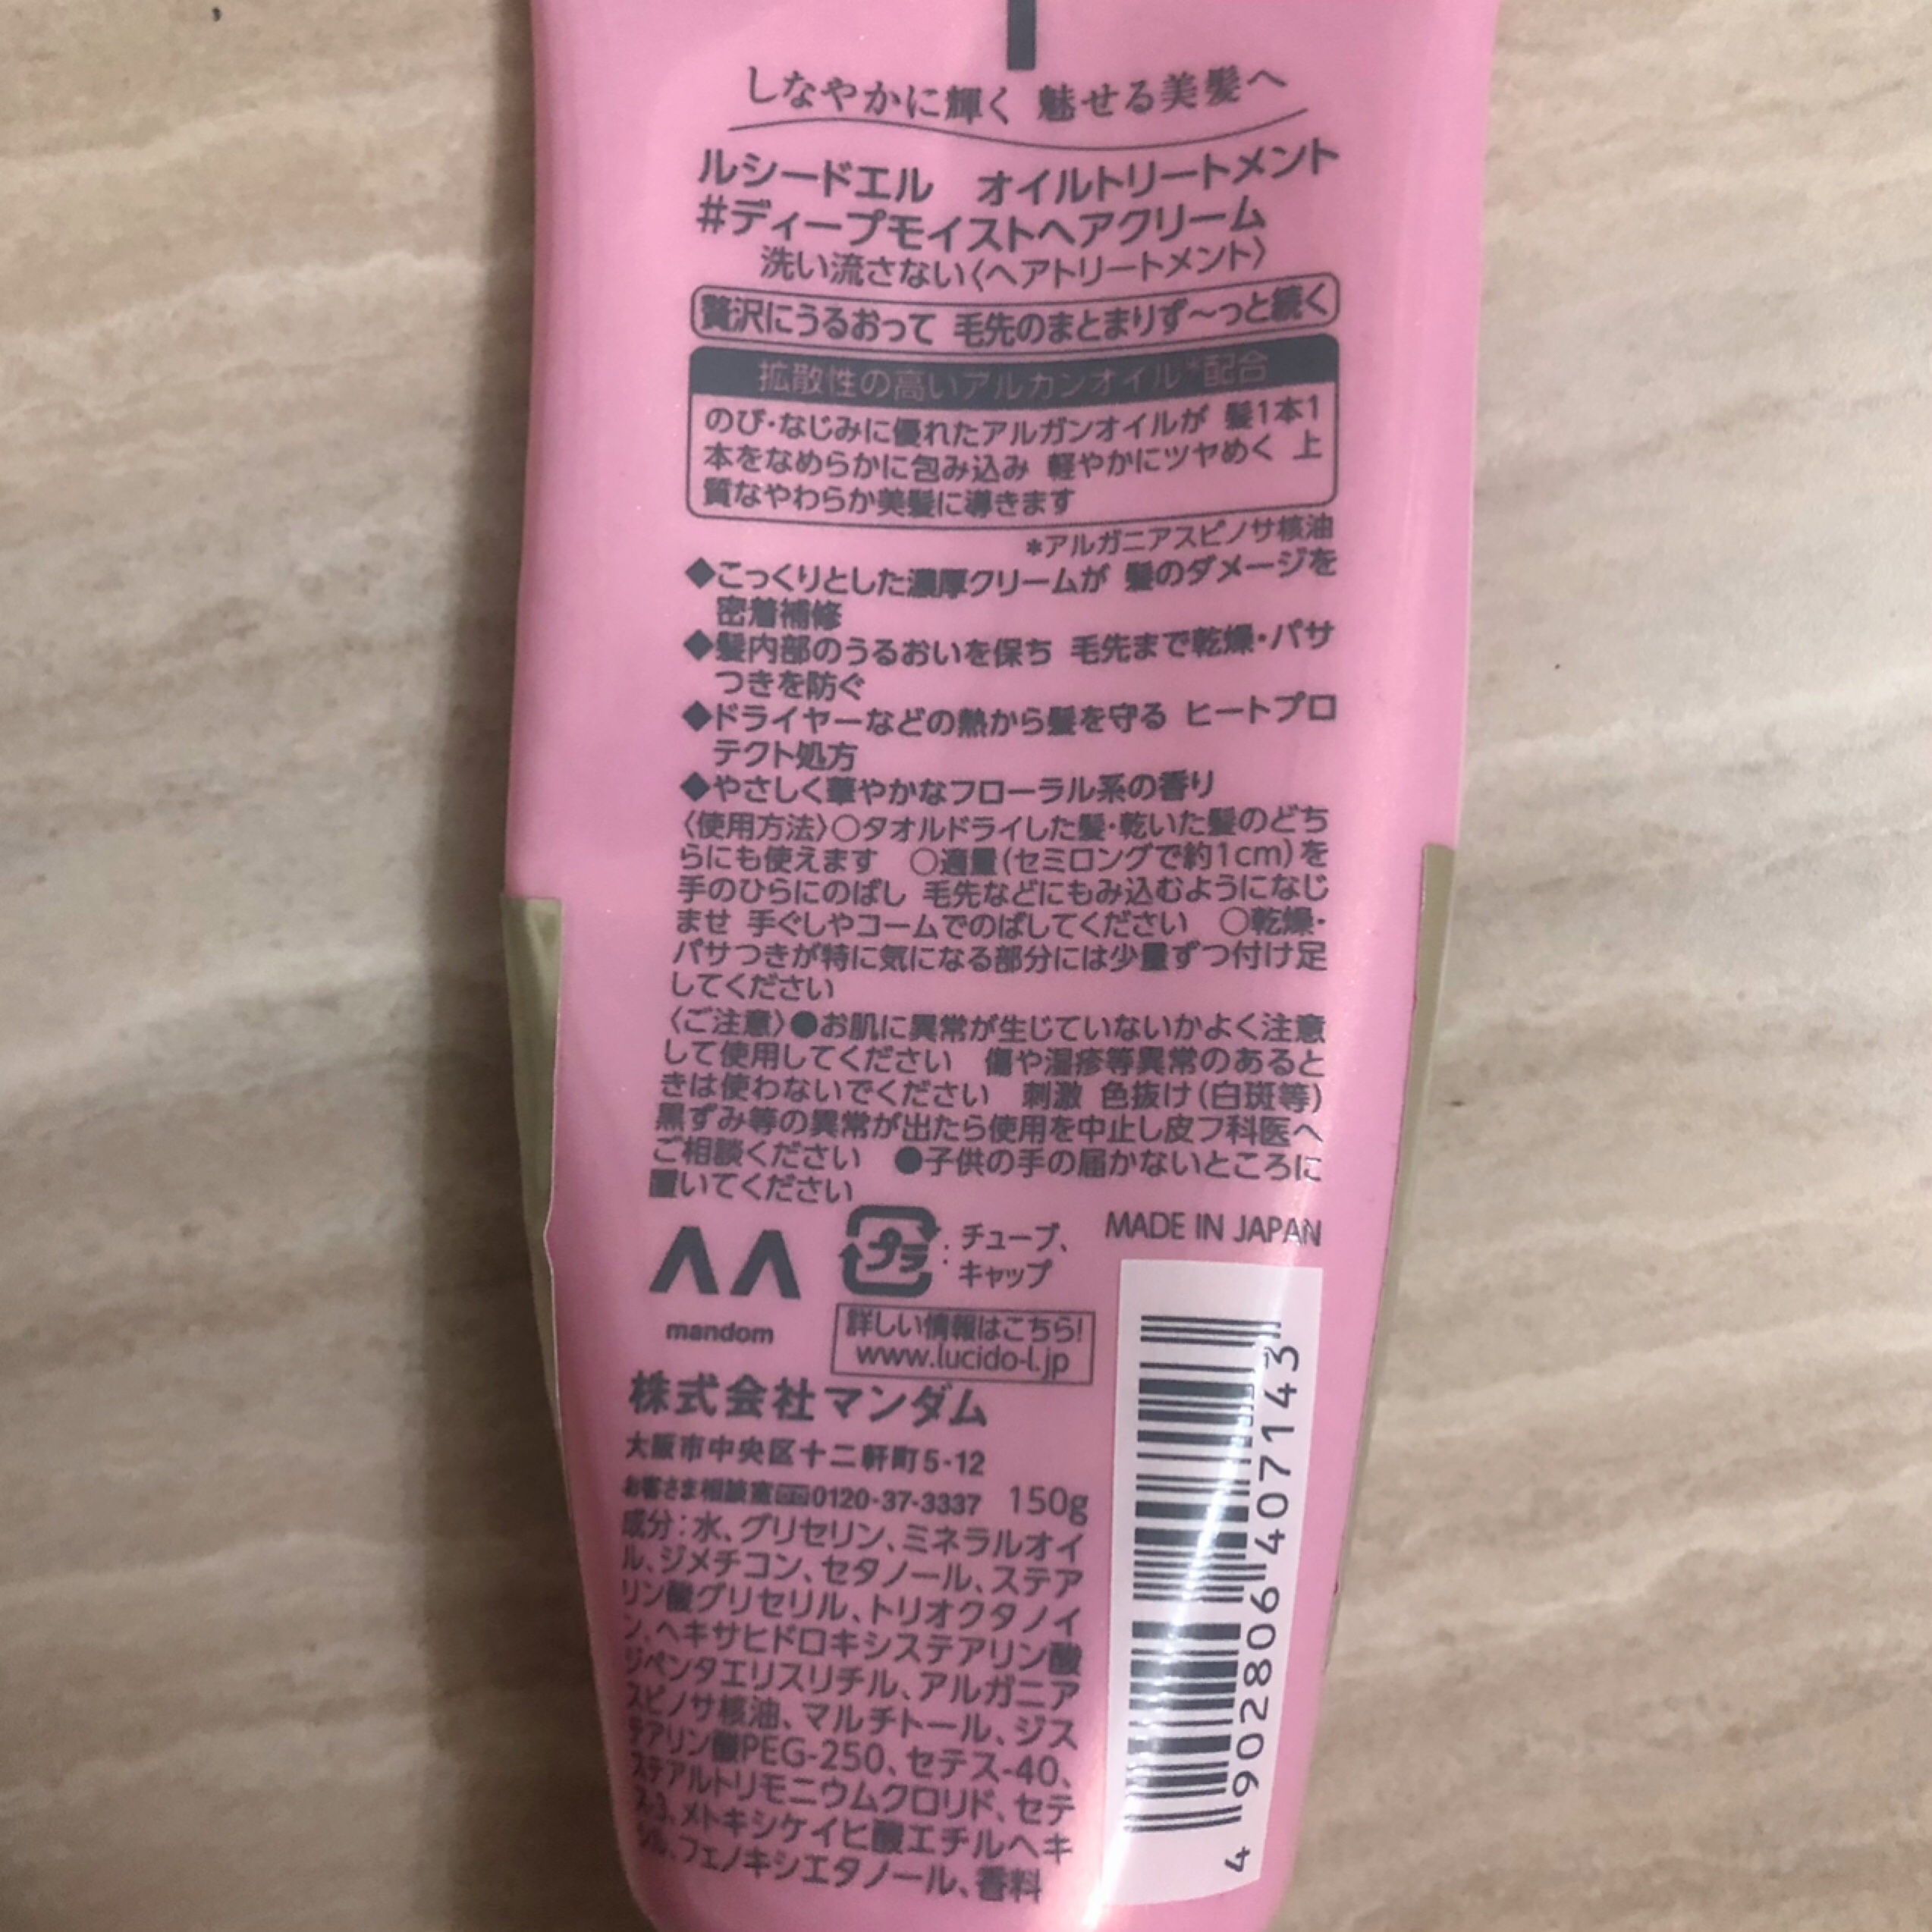 しなやかに輝く 魅せる美髪へ
ルシードエル　オイルトリートメント
#ディープモイストヘアクリーム
洗い流さない〈ヘアトリートメント〉
贅沢にうるおって 毛先のまとまりず〜っと続く
拡散性の高いアルガンオイル*配合
のび・なじみに優れたアルガンオイルが 髪1本1
本をなめらかに包み込み 軽やかにツヤめく 上
質なやわらか美髪に導きます
*アルガニアスピノサ核油
◆こっくりとした濃厚クリームが 髪のダメージを
密着補修
◆髪内部のうるおいを保ち 毛先まで乾燥・パサ
つきを防ぐ
◆ドライヤーなどの熱から髪を守る ヒートプロ
テクト処方
◆やさしく華やかなフローラル系の香り
〈使用方法〉○タオルドライした髪・乾いた髪のどち
らにも使えます　○適量(セミロングで約1cm)を
手のひらにのばし 毛先などにもみ込むようになじ
ませ 手ぐしやコームでのばしてください　○乾燥・
パサつきが特に気になる部分には少量ずつ付け足
してください
〈ご注意〉●お肌に異常が生じていないかよく注意
して使用してください　傷や湿疹等異常のあると
きは使わないでください　刺激 色抜け(白斑等)
黒ずみ等の異常が出たら使用を中止し皮フ科医へ
ご相談ください　●子供の手の届かないところに
置いてください
プラ : チューブ、
キャップ
MADE IN JAPAN
mandom
詳しい情報はこちら!
www.lucido-l.jp
株式会社マンダム
大阪市中央区十二軒町5-12
お客さま相談室 0120-37-3337　150g
成分:水、グリセリン、ミネラルオイ
ル、ジメチコン、セタノール、ステア
リン酸グリセリル、トリオクタノイ
ン、ヘキサヒドロキシステアリン酸
ジペンタエリスリチル、アルガニア
スピノサ核油、マルチトール、ジス
テアリン酸PEG-250、セテス-40、
ステアルトリモニウムクロリド、セテ
ス-3、メトキシケイヒ酸エチルヘキ
シル、フェノキシエタノール、香料
4 902806 407143